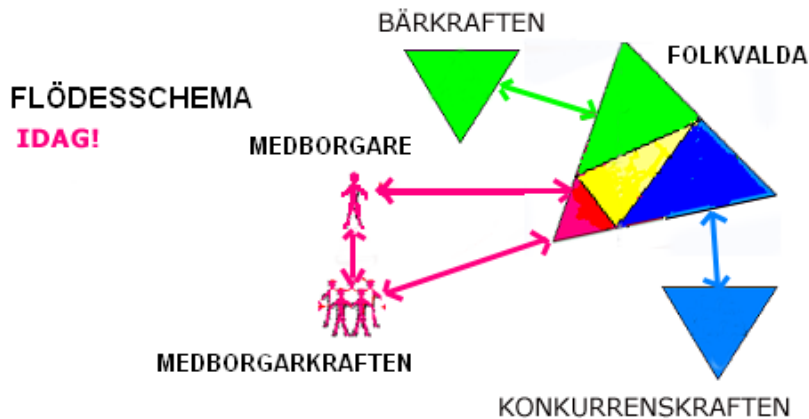 BÄRKRAFTEN
FOLKVALDA
FLÖDESSCHEMA
IDAG!
MEDBORGARE
MEDBORGARKRAFTEN
KONKURRENSKRAFTEN